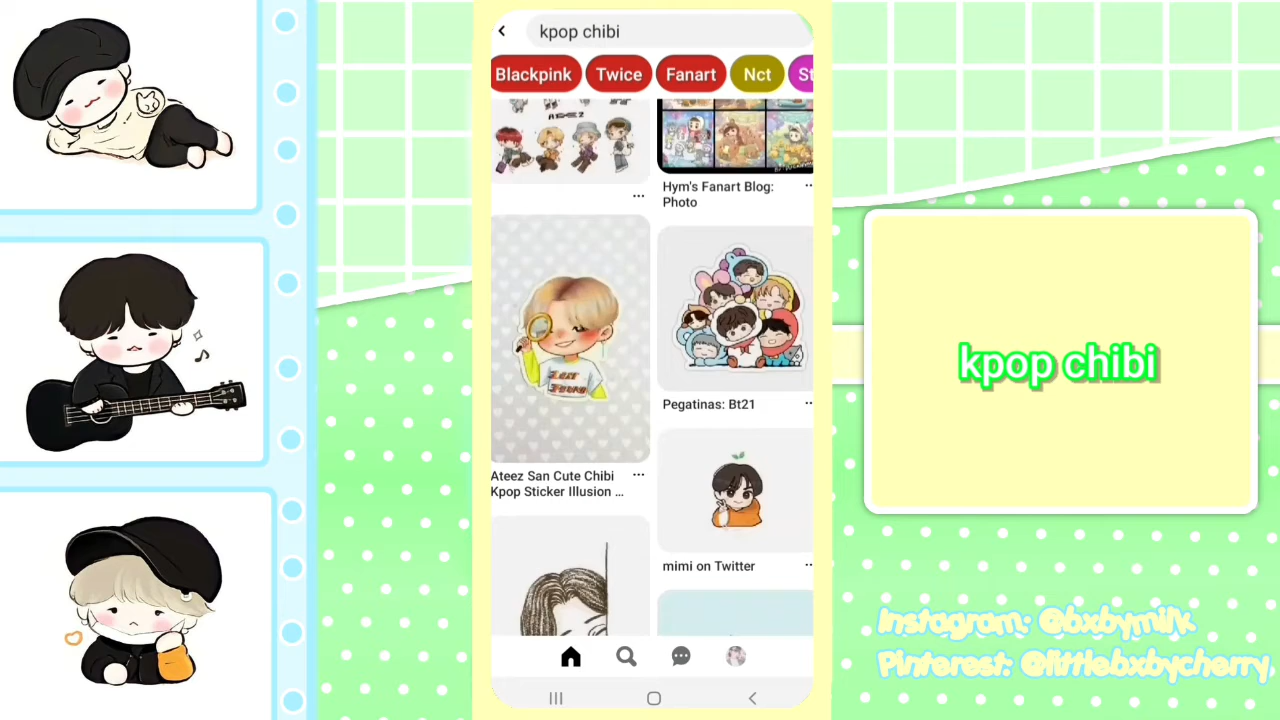 kpop chibi
Blackpink
Twice
Fanart
Nct
St
Hym's Fanart Blog:
Photo
Ateez San Cute Chibi
Kpop Sticker Illusion ...
Pegatinas: Bt21
mimi on Twitter
kpop chibi
Instagram: @bxbymilk
Pinterest: @littlebxbycherry